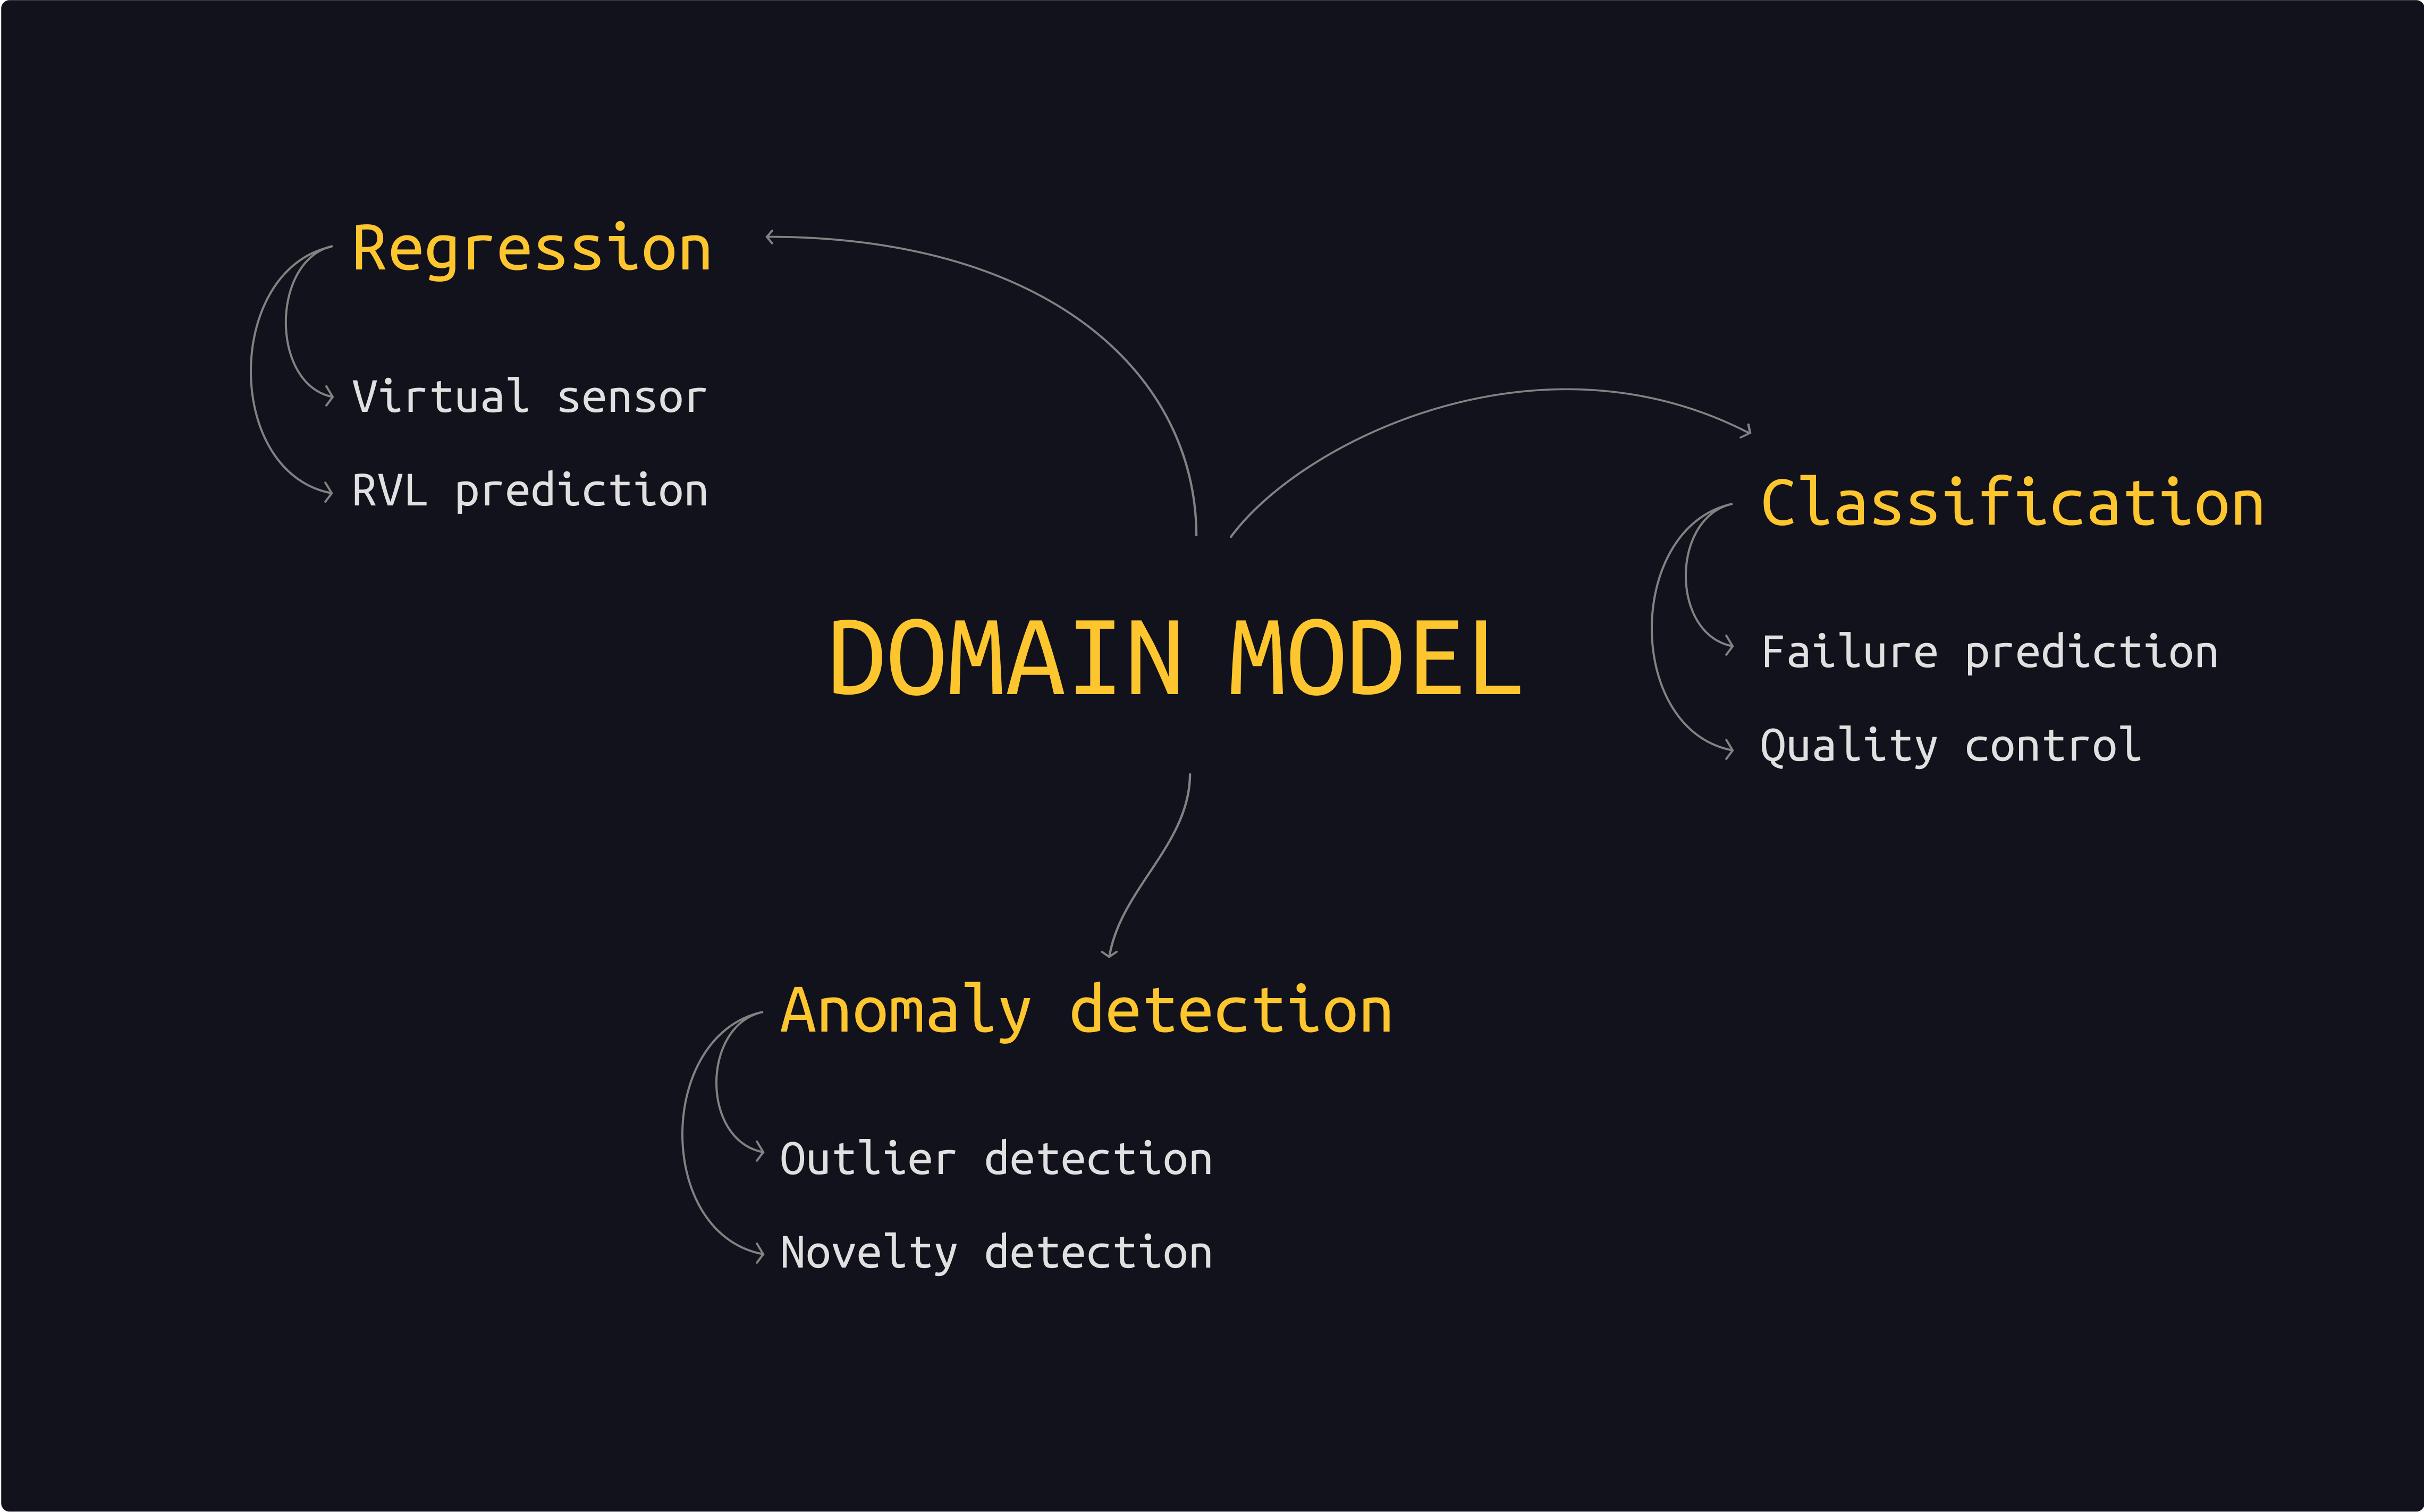 Regression
Virtual sensor
RVL prediction
Classification
Failure prediction
Quality control
DOMAIN MODEL
Anomaly detection
Outlier detection
Novelty detection